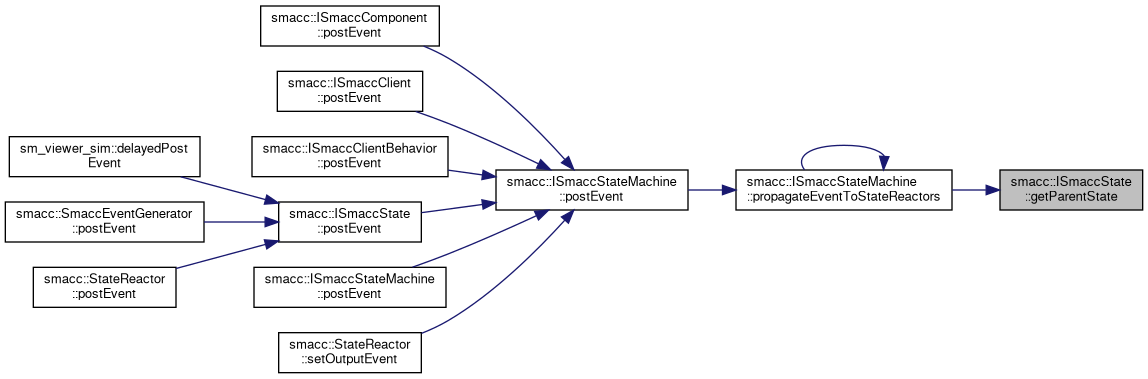 smacc::ISmaccComponent
::postEvent
smacc::ISmaccClient
::postEvent
sm_viewer_sim::delayedPost
Event
smacc::ISmaccClientBehavior
::postEvent
smacc::ISmaccStateMachine
::postEvent
smacc::ISmaccStateMachine
::propagateEventToStateReactors
smacc::ISmaccState
::getParentState
smacc::SmaccEventGenerator
::postEvent
smacc::ISmaccState
::postEvent
smacc::StateReactor
::postEvent
smacc::ISmaccStateMachine
::postEvent
smacc::StateReactor
::setOutputEvent